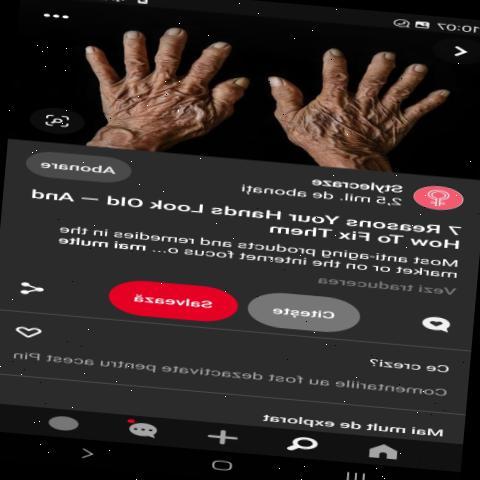 10:07
Stylecraze
2,5 mil. de abonați
Abonare
7 Reasons Your Hands Look Old — And
How To Fix Them
Most anti-aging products and remedies in the
market or on the internet focus o... mai multe
Vezi traducerea
Citește
Salvează
Ce crezi?
Comentariile au fost dezactivate pentru acest Pin
Mai mult de explorat